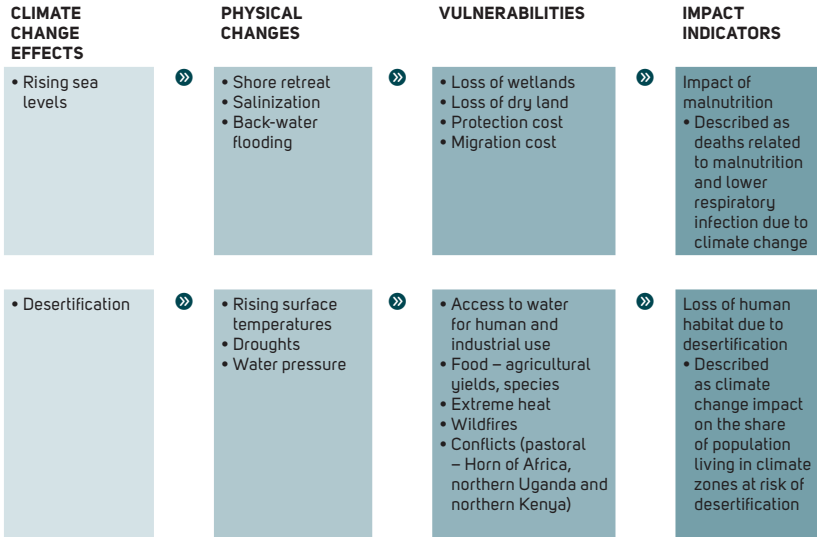 CLIMATE
CHANGE
EFFECTS
PHYSICAL
CHANGES
VULNERABILITIES
IMPACT
INDICATORS
• Rising sea
levels
• Shore retreat
• Salinization
• Back-water
flooding
• Loss of wetlands
• Loss of dry land
• Protection cost
• Migration cost
Impact of
malnutrition
• Described as
deaths related
to malnutrition
and lower
respiratory
infection due to
climate change
• Desertification
• Rising surface
temperatures
• Droughts
• Water pressure
• Access to water
for human and
industrial use
• Food – agricultural
yields, species
• Extreme heat
• Wildfires
• Conflicts (pastoral
– Horn of Africa,
northern Uganda and
northern Kenya)
Loss of human
habitat due to
desertification
• Described
as climate
change impact
on the share
of population
living in climate
zones at risk of
desertification